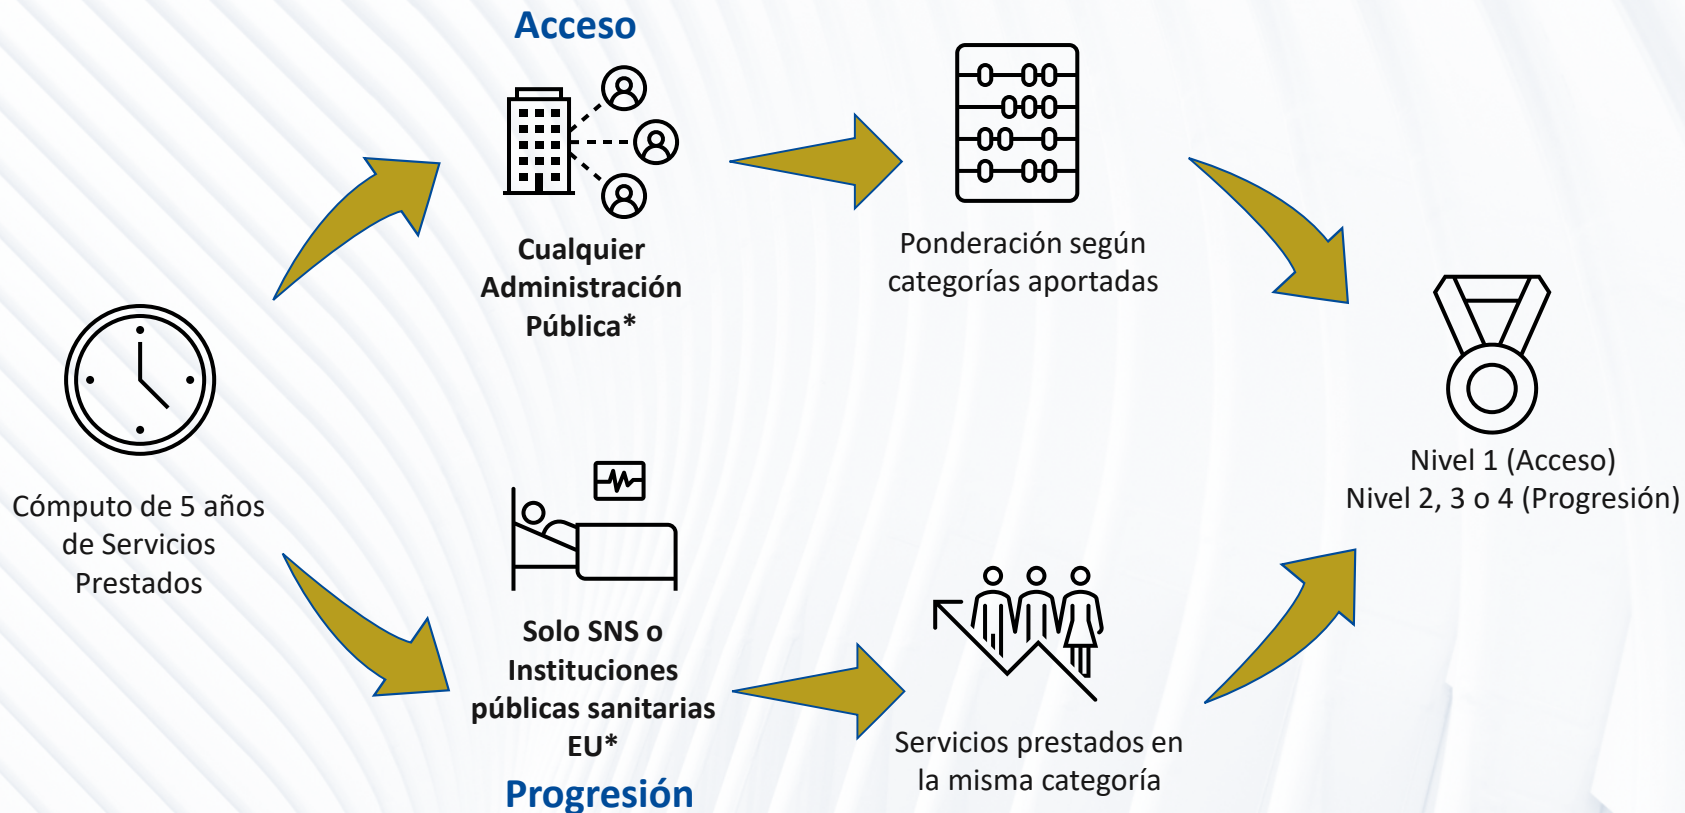 Acceso
Cualquier
Administración
Pública*
Ponderación según
categorías aportadas
Cómputo de 5 años
de Servicios
Prestados
Solo SNS o
Instituciones
públicas sanitarias
EU*
Progresión
Servicios prestados en
la misma categoría
Nivel 1 (Acceso)
Nivel 2, 3 o 4 (Progresión)